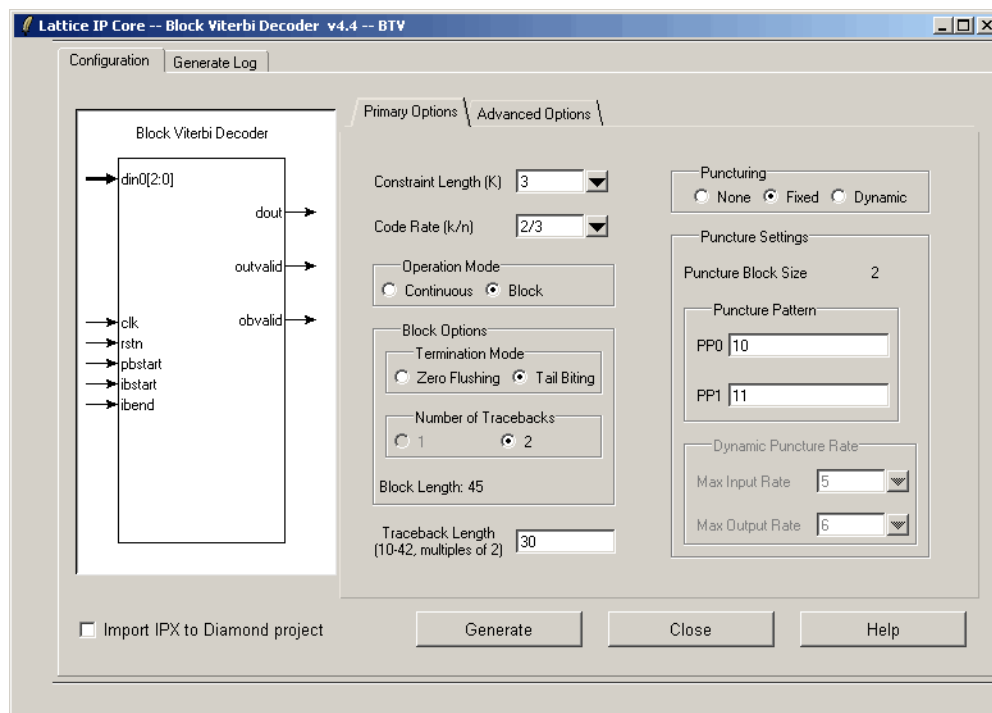 Lattice IP Core -- Block Viterbi Decoder v4.4 -- BTV
Configuration
Generate Log
Block Viterbi Decoder
din0[2:0]
dout
outvalid
obvalid
clk
rstn
pbstart
ibstart
ibend
Primary Options
Advanced Options
Constraint Length (K) 3
Code Rate (k/n) 2/3
Operation Mode
Continuous Block
Block Options
Termination Mode
Zero Flushing Tail Biting
Number of Tracebacks
1 2
Block Length: 45
Traceback Length
(10-42, multiples of 2) 30
Puncturing
None Fixed Dynamic
Puncture Settings
Puncture Block Size 2
Puncture Pattern
PP0 10
PP1 11
Dynamic Puncture Rate
Max Input Rate 5
Max Output Rate 6
Import IPX to Diamond project
Generate
Close
Help